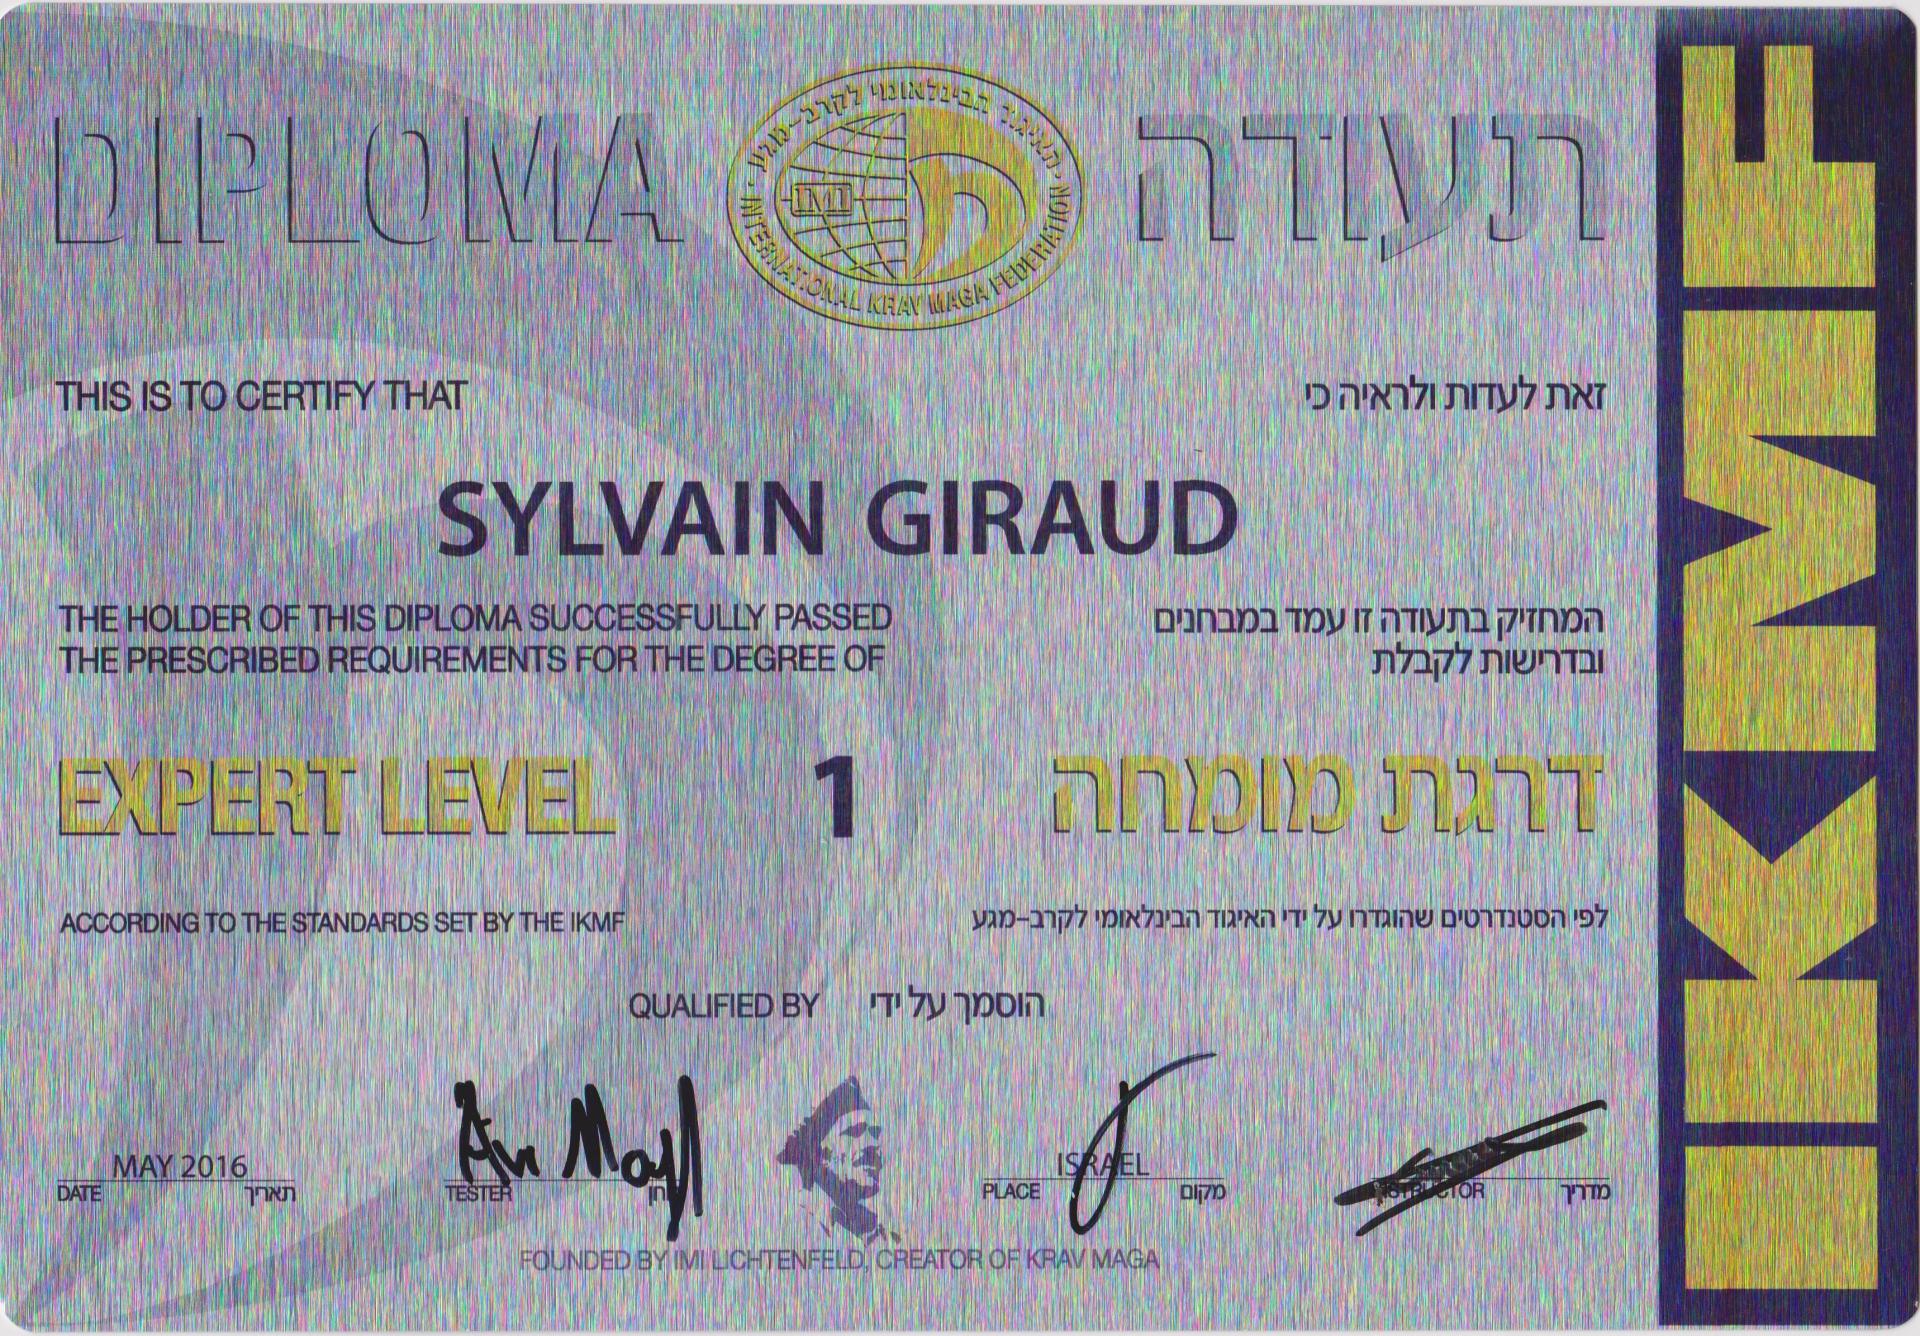 DIPLOMA תעודה
האיגוד הבינלאומי לקרב-מגע
IMI
INTERNATIONAL KRAV MAGA FEDERATION
THIS IS TO CERTIFY THAT זאת לעדות ולראיה כי
SYLVAIN GIRAUD
THE HOLDER OF THIS DIPLOMA SUCCESSFULLY PASSED המחזיק בתעודה זו עמד במבחנים
THE PRESCRIBED REQUIREMENTS FOR THE DEGREE OF ובדרישות לקבלת
EXPERT LEVEL 1 דרגת מומחה
ACCORDING TO THE STANDARDS SET BY THE IKMF לפי הסטנדרטים שהוגדרו על ידי האיגוד הבינלאומי לקרב-מגע
QUALIFIED BY הוסמך על ידי
MAY 2016 ISRAEL
DATE תאריך TESTER PLACE מקום מדריך
FOUNDED BY IMI LICHTENFELD, CREATOR OF KRAV MAGA
IKMF